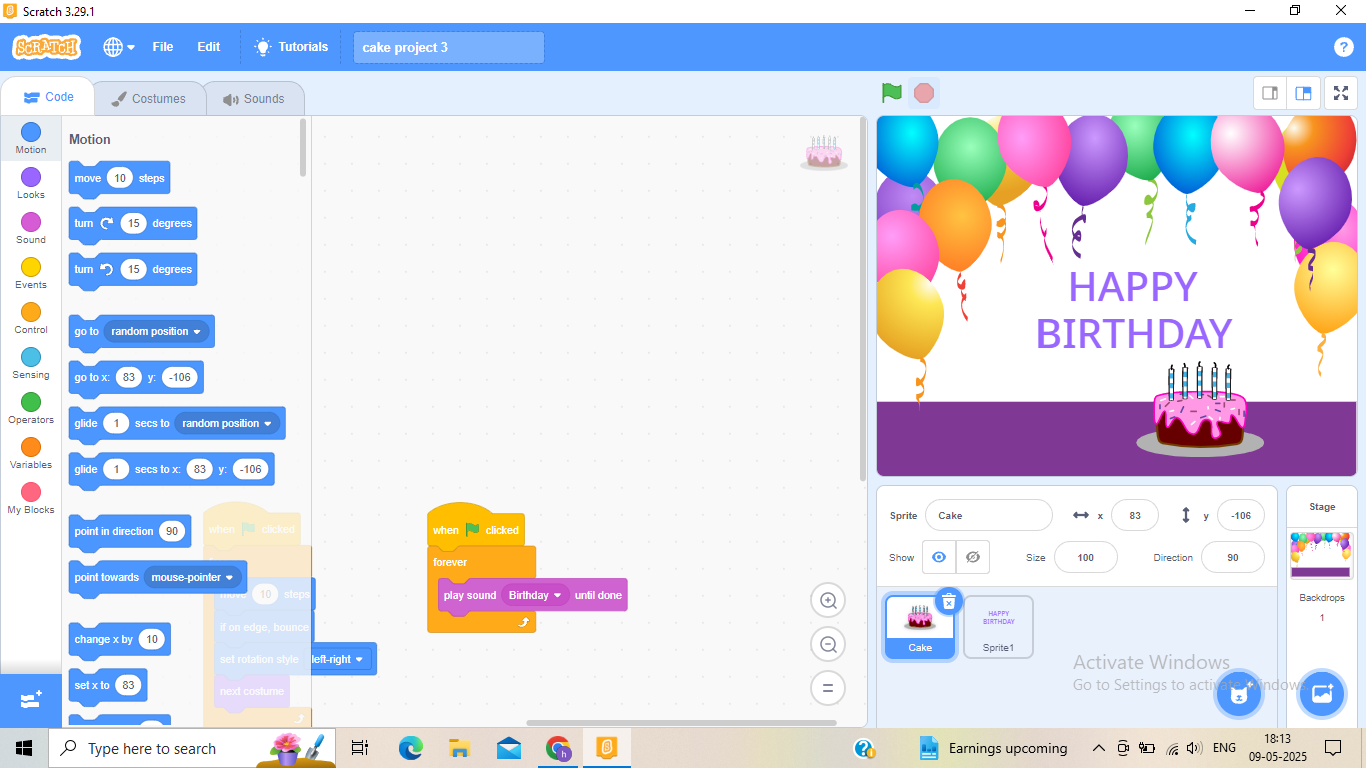 Scratch 3.29.1
SCRATCH File Edit Tutorials cake project 3 ?
Code Costumes Sounds
Motion
Looks
Sound
Events
Control
Sensing
Operators
Variables
My Blocks
Motion
move 10 steps
turn 15 degrees
turn 15 degrees
go to random position
go to x: 83 y: -106
glide 1 secs to random position
glide 1 secs to x: 83 y: -106
point in direction 90
point towards mouse-pointer
change x by 10
set x to 83
when clicked
move 10 steps
if on edge, bounce
set rotation style left-right
next costume
when clicked
forever
play sound Birthday until done
HAPPY
BIRTHDAY
Sprite Cake x 83 y -106
Show Size 100 Direction 90
Cake
HAPPY
BIRTHDAY
Sprite1
Stage
Backdrops
1
Activate Windows
Go to Settings to activate Windows.
Type here to search
h
Earnings upcoming
ENG
18:13
09-05-2025